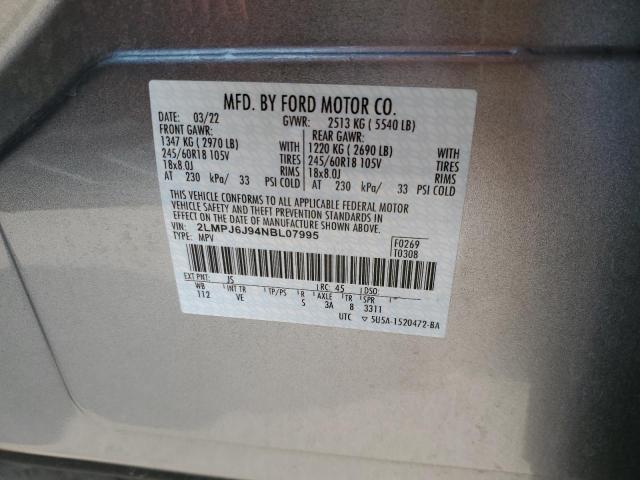 MFD. BY FORD MOTOR CO.
DATE: 03/22 GVWR: 2513 KG ( 5540 LB)
FRONT GAWR: REAR GAWR:
1347 KG ( 2970 LB) WITH 1220 KG ( 2690 LB) WITH
245/60R18 105V TIRES 245/60R18 105V TIRES
18x8.0J RIMS 18x8.0J RIMS
AT 230 kPa/ 33 PSI COLD AT 230 kPa/ 33 PSI COLD
THIS VEHICLE CONFORMS TO ALL APPLICABLE FEDERAL MOTOR
VEHICLE SAFETY AND THEFT PREVENTION STANDARDS IN
EFFECT ON THE DATE OF MANUFACTURE SHOWN ABOVE.
VIN: 2LMPJ6J94NBL07995 F0269
TYPE: MPV T0308
EXT PNT: JS RC: 45 DSO:
WB INT TR TP/PS R AXLE TR SPR
112 VE S 3A 8 3311
UTC ▽ 5U5A-1520472-BA